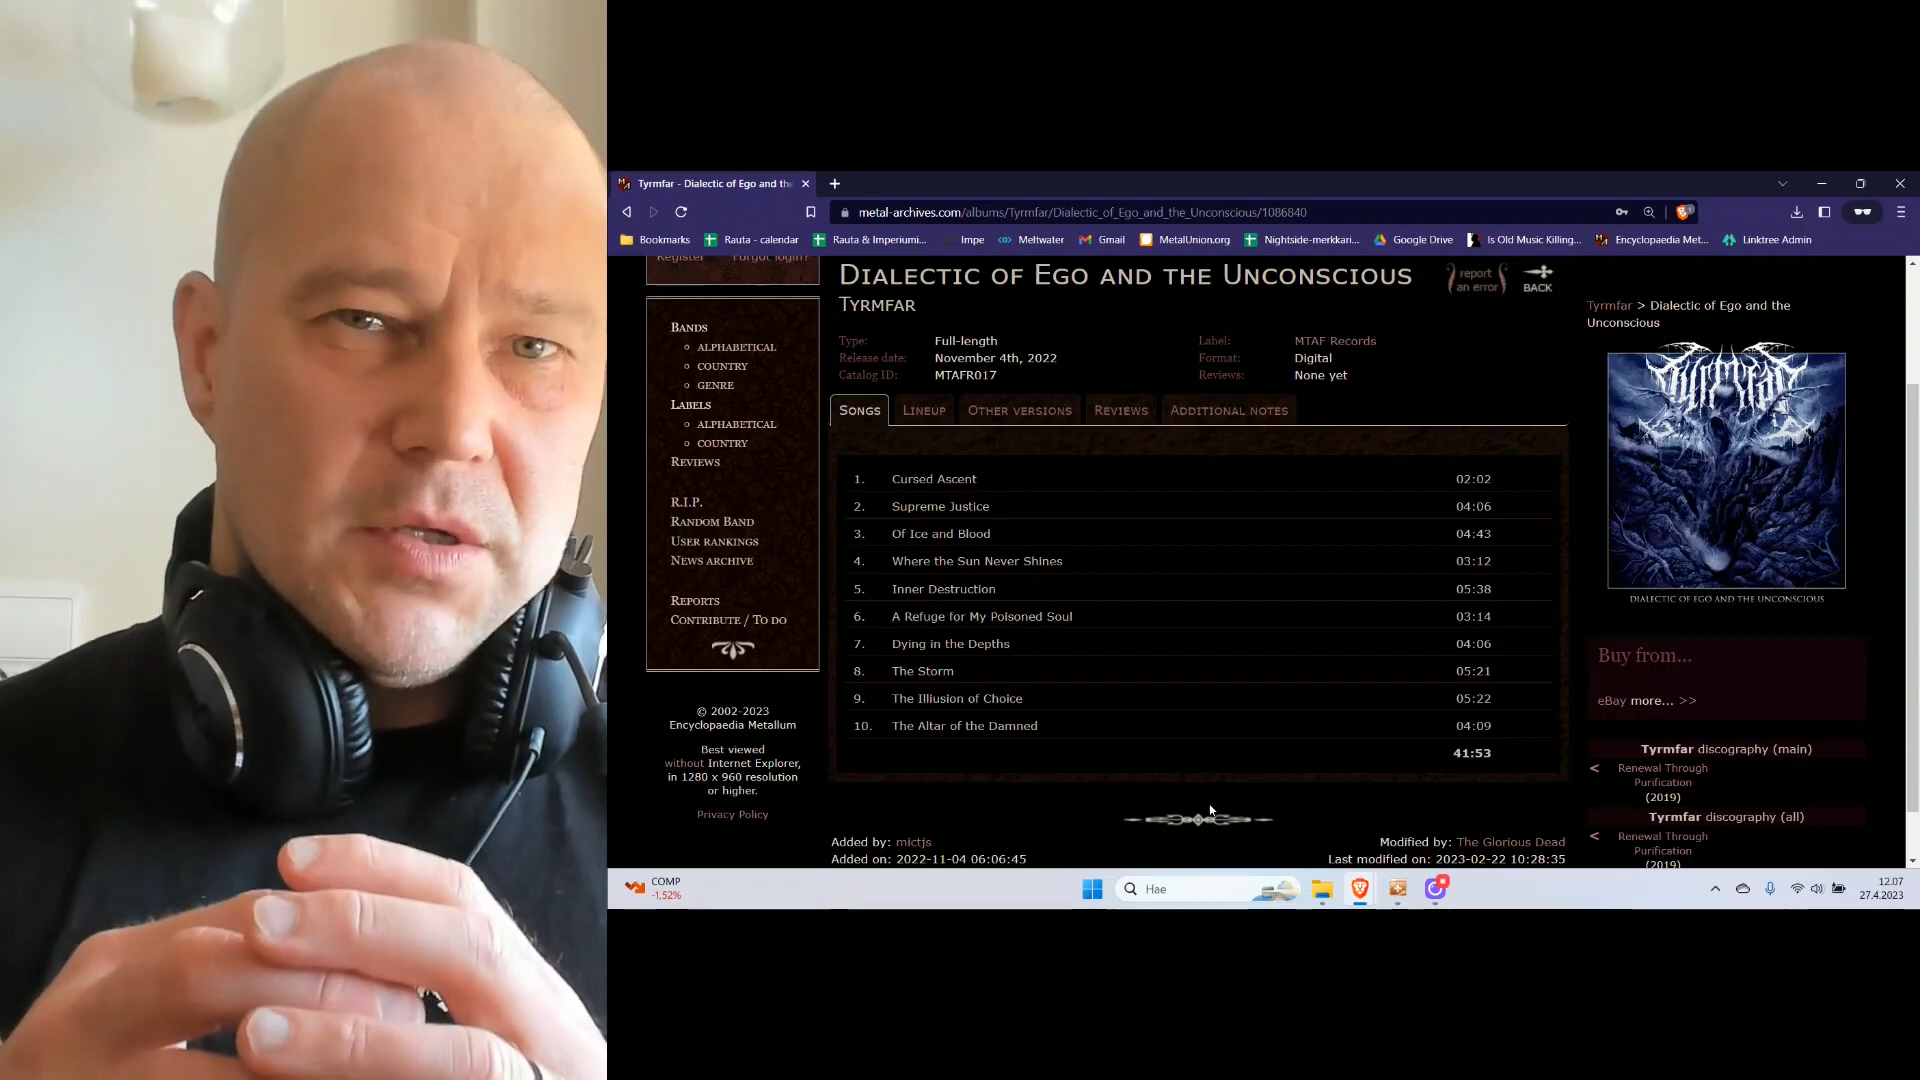 Tyrmfar - Dialectic of Ego and the
metal-archives.com/albums/Tyrmfar/Dialectic_of_Ego_and_the_Unconscious/1086840
Bookmarks
Rauta - calendar
Rauta & Imperiumi...
Impe
Meltwater
Gmail
MetalUnion.org
Nightside-merkkari...
Google Drive
Is Old Music Killing...
Encyclopaedia Met...
Linktree Admin
Register Forgot login?
BANDS
ALPHABETICAL
COUNTRY
GENRE
LABELS
ALPHABETICAL
COUNTRY
REVIEWS
R.I.P.
RANDOM BAND
USER RANKINGS
NEWS ARCHIVE
REPORTS
CONTRIBUTE / TO DO
© 2002-2023
Encyclopaedia Metallum
Best viewed
without Internet Explorer,
in 1280 x 960 resolution
or higher.
Privacy Policy
DIALECTIC OF EGO AND THE UNCONSCIOUS
TYRMFAR
report
an error
BACK
Type: Full-length
Release date: November 4th, 2022
Catalog ID: MTAFR017
Label: MTAF Records
Format: Digital
Reviews: None yet
SONGS
LINEUP
OTHER VERSIONS
REVIEWS
ADDITIONAL NOTES
1. Cursed Ascent 02:02
2. Supreme Justice 04:06
3. Of Ice and Blood 04:43
4. Where the Sun Never Shines 03:12
5. Inner Destruction 05:38
6. A Refuge for My Poisoned Soul 03:14
7. Dying in the Depths 04:06
8. The Storm 05:21
9. The Illiusion of Choice 05:22
10. The Altar of the Damned 04:09
41:53
Added by: mictjs
Added on: 2022-11-04 06:06:45
Modified by: The Glorious Dead
Last modified on: 2023-02-22 10:28:35
Tyrmfar > Dialectic of Ego and the
Unconscious
TYRMFAR
DIALECTIC OF EGO AND THE UNCONSCIOUS
Buy from...
eBay more... >>
Tyrmfar discography (main)
< Renewal Through
Purification
(2019)
Tyrmfar discography (all)
< Renewal Through
Purification
(2019)
COMP
-1,52%
Hae
12.07
27.4.2023